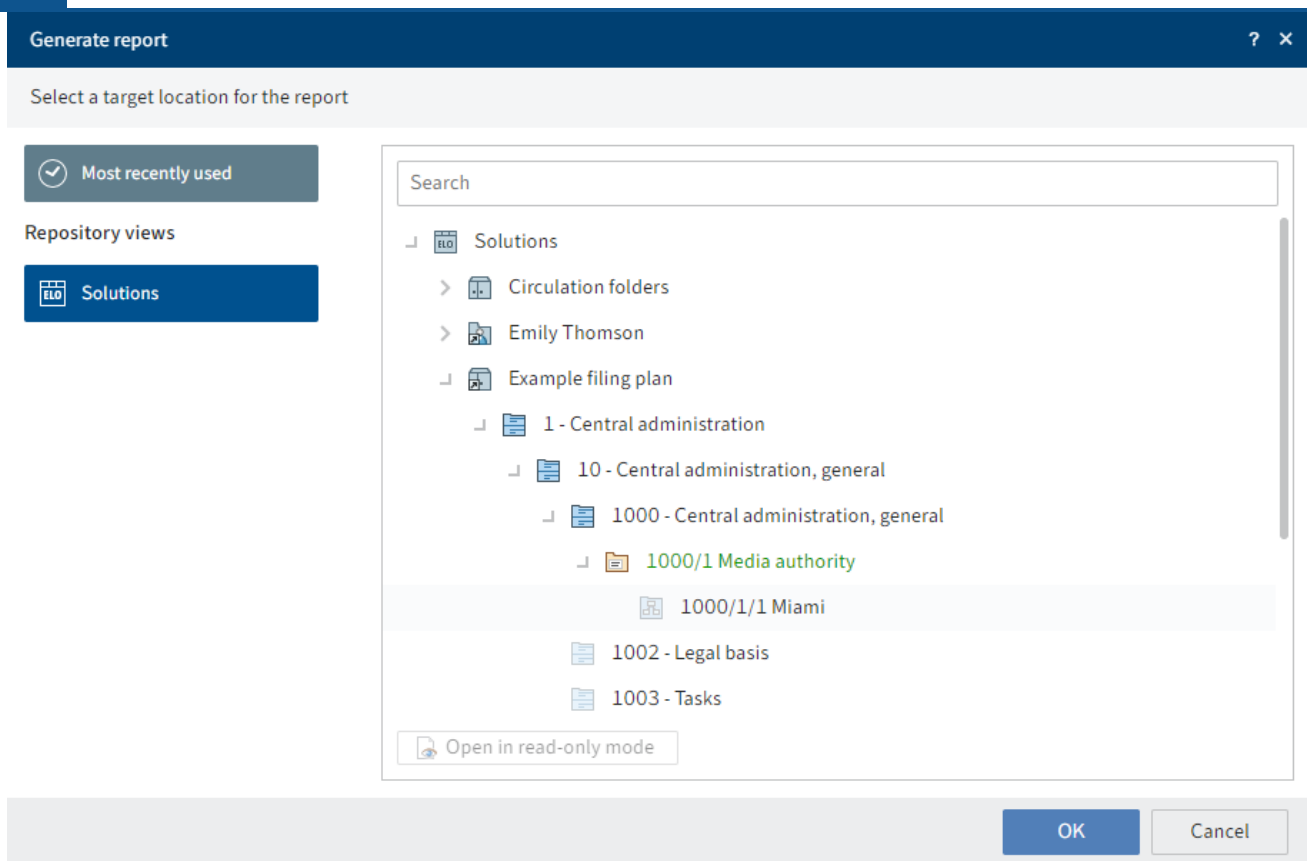 Generate report
?
Select a target location for the report
Most recently used
Repository views
ELO Solutions
Search
ELO Solutions
Circulation folders
Emily Thomson
Example filing plan
1 - Central administration
10 - Central administration, general
1000 - Central administration, general
1000/1 Media authority
1000/1/1 Miami
1002 - Legal basis
1003 - Tasks
Open in read-only mode
OK
Cancel